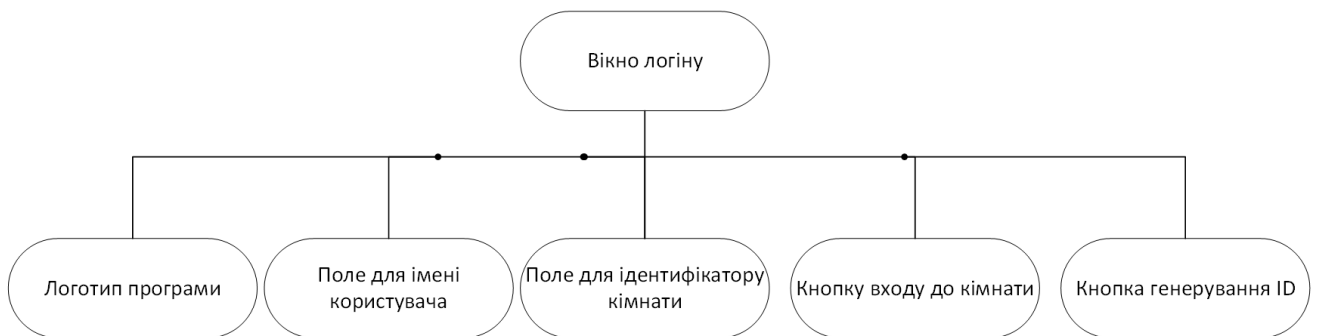 Вікно логіну
Логотип програми
Поле для імені
користувача
Поле для ідентифікатору
кімнати
Кнопку входу до кімнати
Кнопка генерування ID